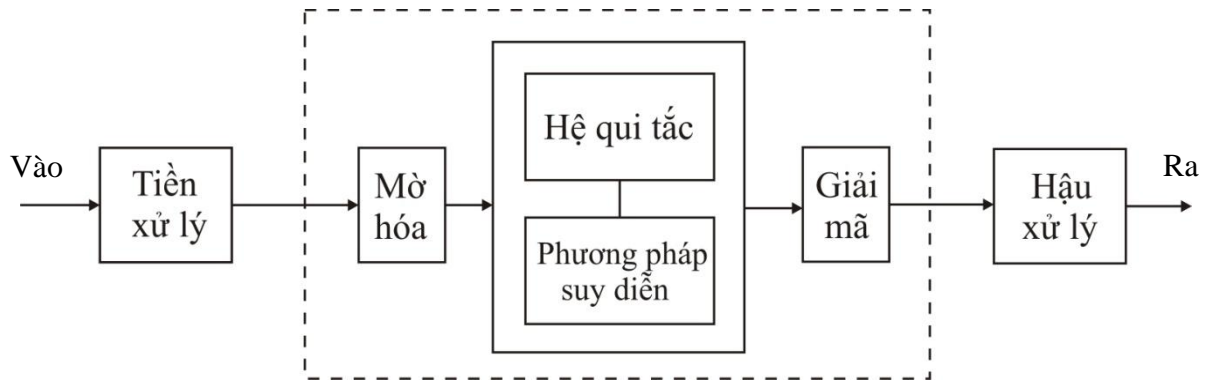 Vào
Tiền
xử lý
Mờ
hóa
Hệ qui tắc
Phương pháp
suy diễn
Giải
mã
Hậu
xử lý
Ra